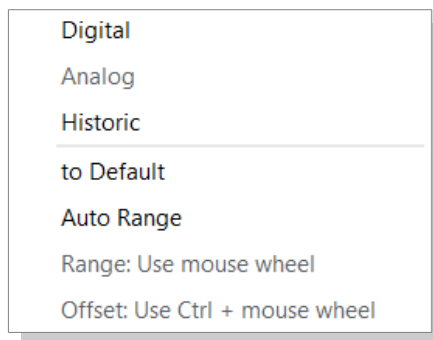 Digital
Analog
Historic
to Default
Auto Range
Range: Use mouse wheel
Offset: Use Ctrl + mouse wheel